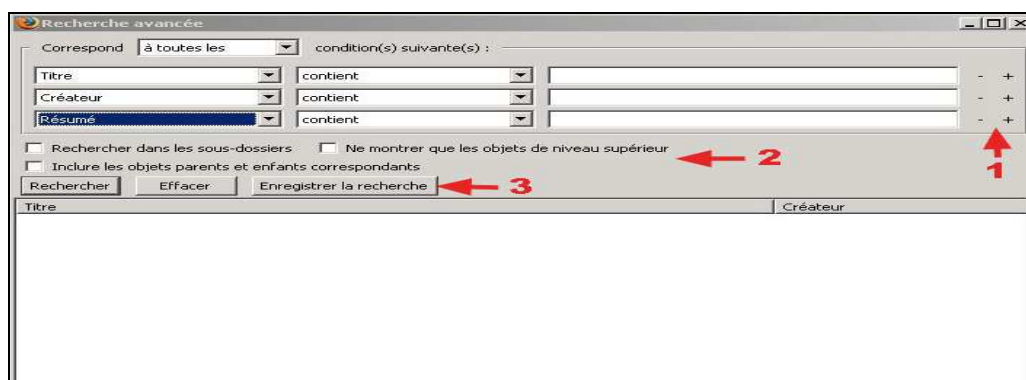 Recherche avancée
Correspond à toutes les condition(s) suivante(s) :
Titre contient - +
Créateur contient - +
Résumé contient - +
Rechercher dans les sous-dossiers Ne montrer que les objets de niveau supérieur
2
1
Inclure les objets parents et enfants correspondants
Rechercher Effacer Enregistrer la recherche
3
Titre Créateur